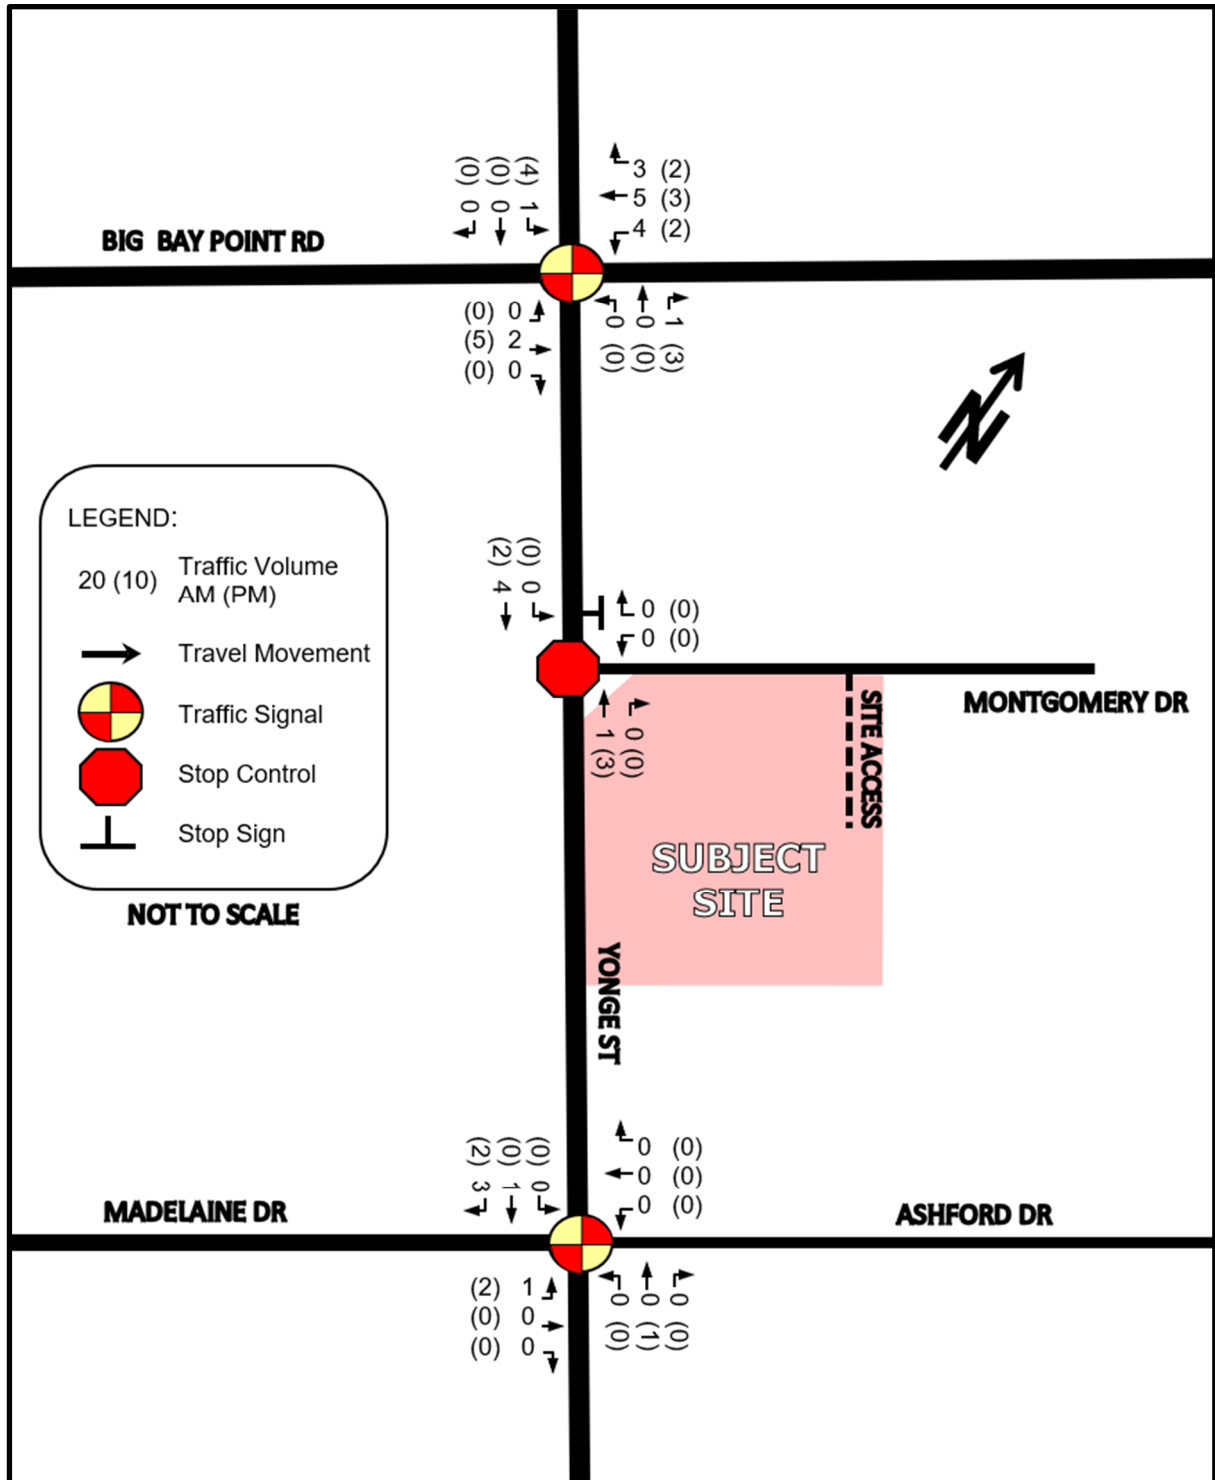 (4) 1
(0) 0
(0) 0
3 (2)
5 (3)
4 (2)
BIG BAY POINT RD
(0) 0
(5) 2
(0) 0
0 (0)
0 (0)
1 (3)
N
LEGEND:
20 (10) Traffic Volume
AM (PM)
Travel Movement
Traffic Signal
Stop Control
Stop Sign
NOT TO SCALE
(0) 0
(2) 4
0 (0)
0 (0)
MONTGOMERY DR
0 (0)
1 (3)
SITE ACCESS
SUBJECT
SITE
YONGE ST
(0) 0
(0) 1
(2) 3
0 (0)
0 (0)
0 (0)
MADELAINE DR
ASHFORD DR
(2) 1
(0) 0
(0) 0
0 (0)
0 (1)
0 (0)